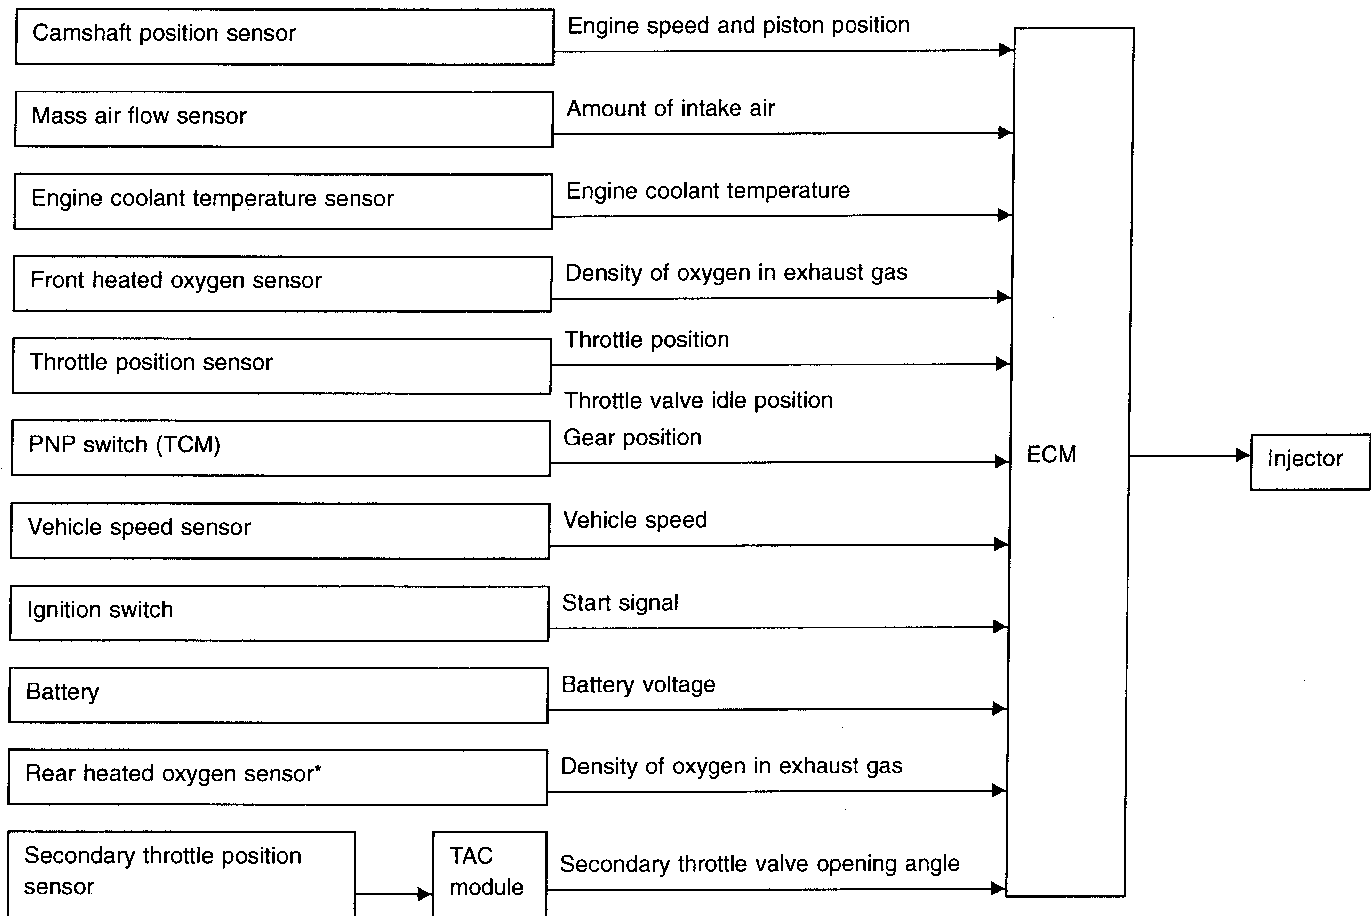 Camshaft position sensor
Engine speed and piston position
Mass air flow sensor
Amount of intake air
Engine coolant temperature sensor
Engine coolant temperature
Front heated oxygen sensor
Density of oxygen in exhaust gas
Throttle position sensor
Throttle position
Throttle valve idle position
PNP switch (TCM)
Gear position
ECM
Injector
Vehicle speed sensor
Vehicle speed
Ignition switch
Start signal
Battery
Battery voltage
Rear heated oxygen sensor*
Density of oxygen in exhaust gas
Secondary throttle position
sensor
TAC
module
Secondary throttle valve opening angle